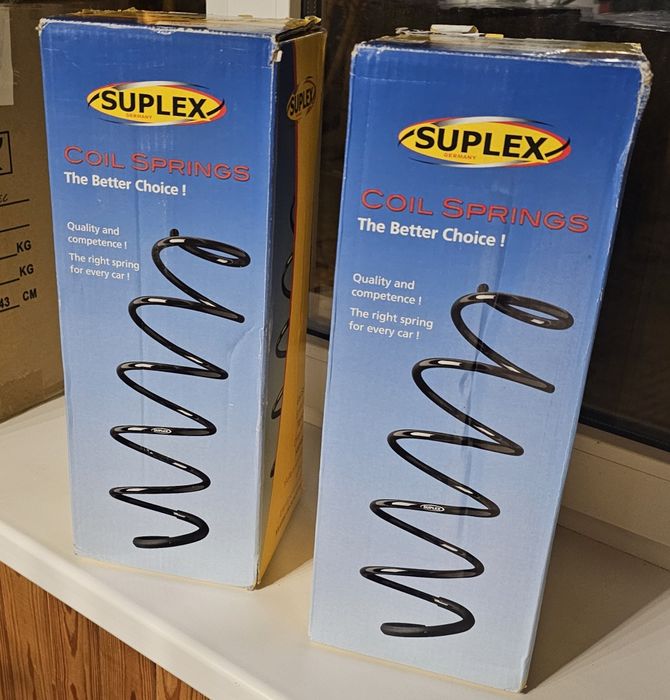 SUPLEX
GERMANY
COIL SPRINGS
The Better Choice !
Quality and
competence !
The right spring
for every car !
SUPLEX
SUPLEX
SUPLEX
GERMANY
COIL SPRINGS
The Better Choice !
Quality and
competence !
The right spring
for every car !
SUPLEX
KG
KG
43 CM